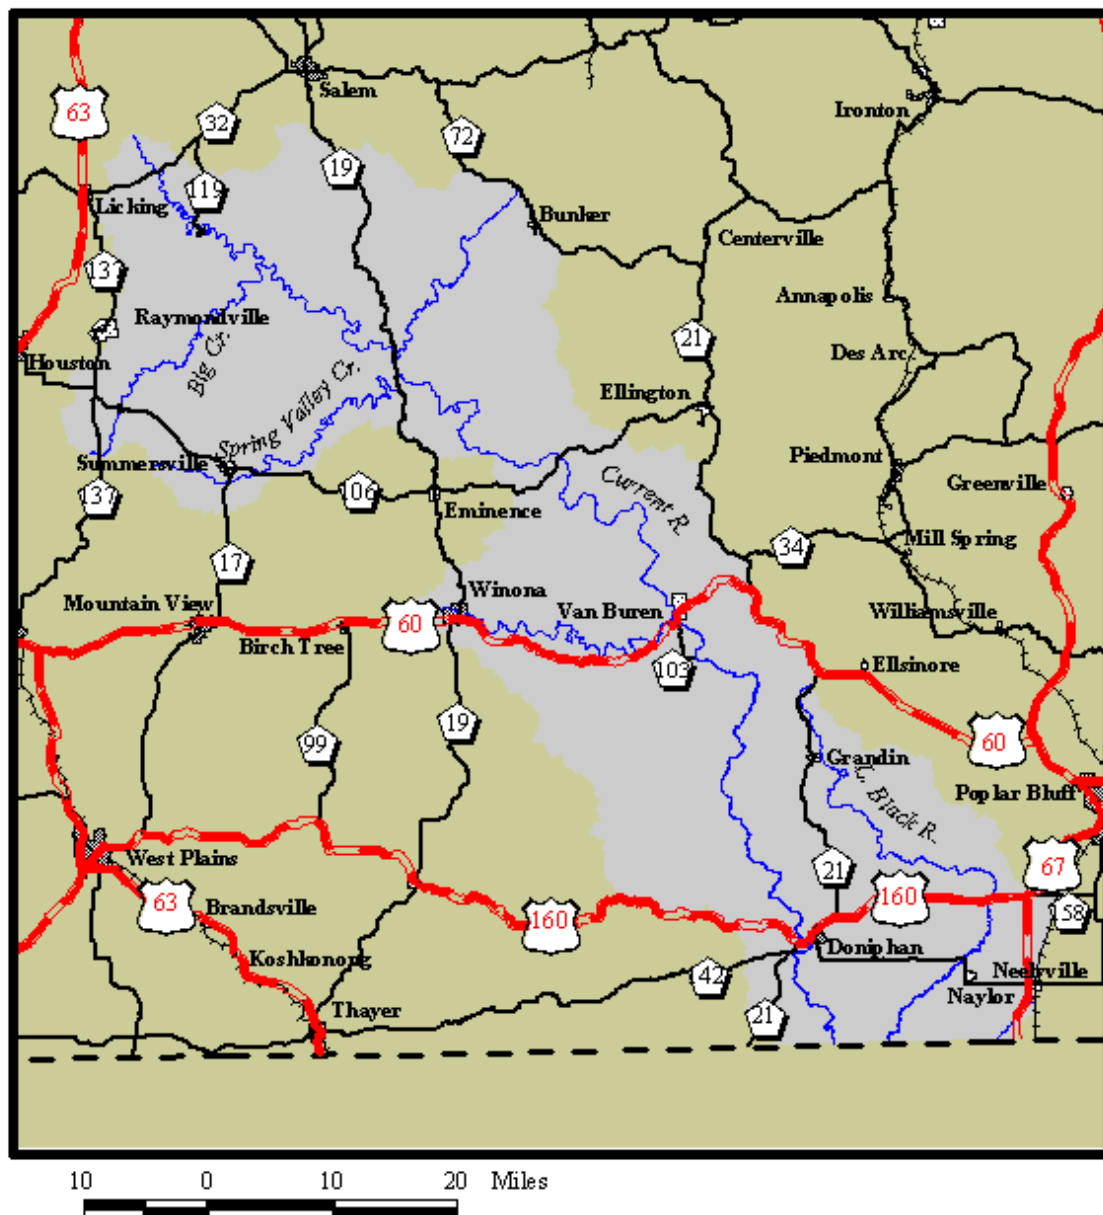 Salem
63
Ironton
32
72
19
119
Licking
Bunker
Centerville
137
Annapolis
Raymondville
21
Des Arc
Houston
Big Cr.
Spring Valley Cr.
Ellington
Summersville
Piedmont
Current R.
Greenville
137
106
Eminence
Mill Spring
34
17
Winona
Mountain View
Van Buren
Williamsville
60
Birch Tree
Ellsinore
103
19
99
60
Grandin
L. Black R.
Poplar Bluff
West Plains
67
21
63
160
160
Brandsville
158
Doniphan
Koshkonong
42
Neelyville
Naylor
Thayer
21
10 0 10 20 Miles